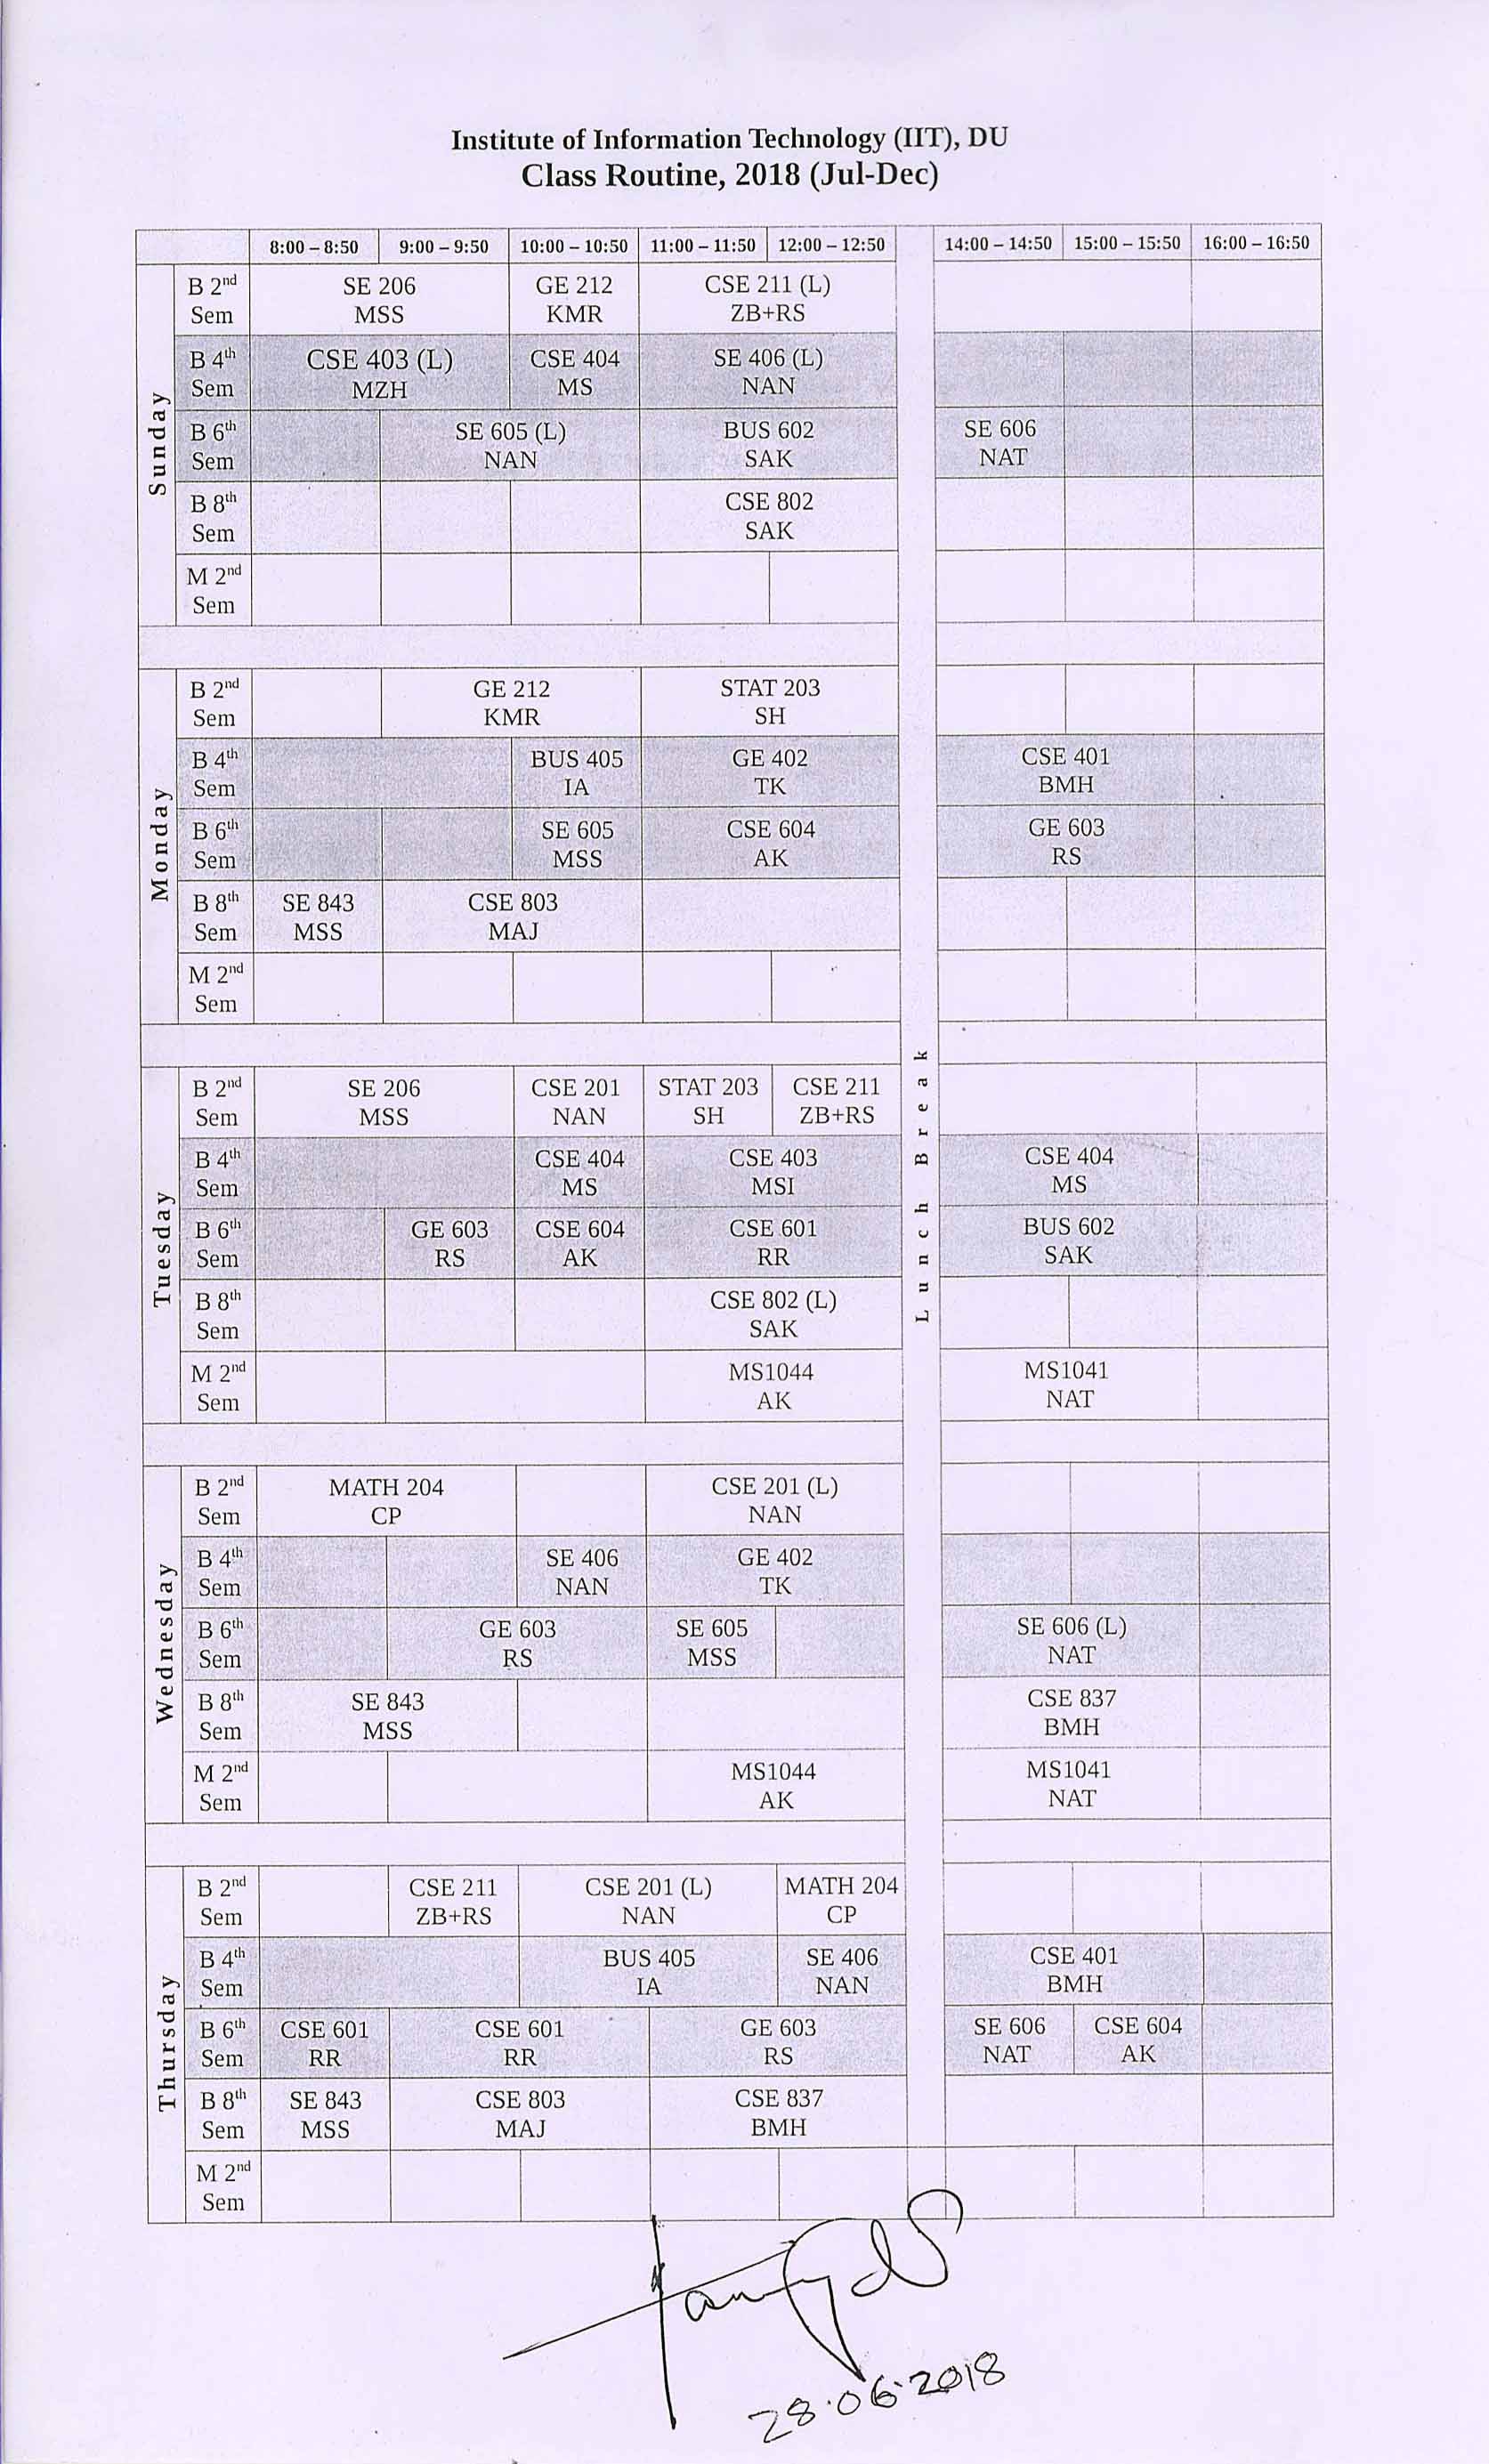 Institute of Information Technology (IIT), DU
Class Routine, 2018 (Jul-Dec)
8:00 – 8:50 9:00 – 9:50 10:00 – 10:50 11:00 – 11:50 12:00 – 12:50 14:00 – 14:50 15:00 – 15:50 16:00 – 16:50
Lunch Break
Sunday
B 2nd SE 206 GE 212 CSE 211 (L)
Sem MSS KMR ZB+RS
B 4th CSE 403 (L) CSE 404 SE 406 (L)
Sem MZH MS NAN
B 6th SE 605 (L) BUS 602 SE 606
Sem NAN SAK NAT
B 8th CSE 802
Sem SAK
M 2nd
Sem
Monday
B 2nd GE 212 STAT 203
Sem KMR SH
B 4th BUS 405 GE 402 CSE 401
Sem IA TK BMH
B 6th SE 605 CSE 604 GE 603
Sem MSS AK RS
B 8th SE 843 CSE 803
Sem MSS MAJ
M 2nd
Sem
Tuesday
B 2nd SE 206 CSE 201 STAT 203 CSE 211
Sem MSS NAN SH ZB+RS
B 4th CSE 404 CSE 403 CSE 404
Sem MS MSI MS
B 6th GE 603 CSE 604 CSE 601 BUS 602
Sem RS AK RR SAK
B 8th CSE 802 (L)
Sem SAK
M 2nd MS1044 MS1041
Sem AK NAT
Wednesday
B 2nd MATH 204 CSE 201 (L)
Sem CP NAN
B 4th SE 406 GE 402
Sem NAN TK
B 6th GE 603 SE 605 SE 606 (L)
Sem RS MSS NAT
B 8th SE 843 CSE 837
Sem MSS BMH
M 2nd MS1044 MS1041
Sem AK NAT
Thursday
B 2nd CSE 211 CSE 201 (L) MATH 204
Sem ZB+RS NAN CP
B 4th BUS 405 SE 406 CSE 401
Sem IA NAN BMH
B 6th CSE 601 CSE 601 GE 603 SE 606 CSE 604
Sem RR RR RS NAT AK
B 8th SE 843 CSE 803 CSE 837
Sem MSS MAJ BMH
M 2nd
Sem
28.06.2018